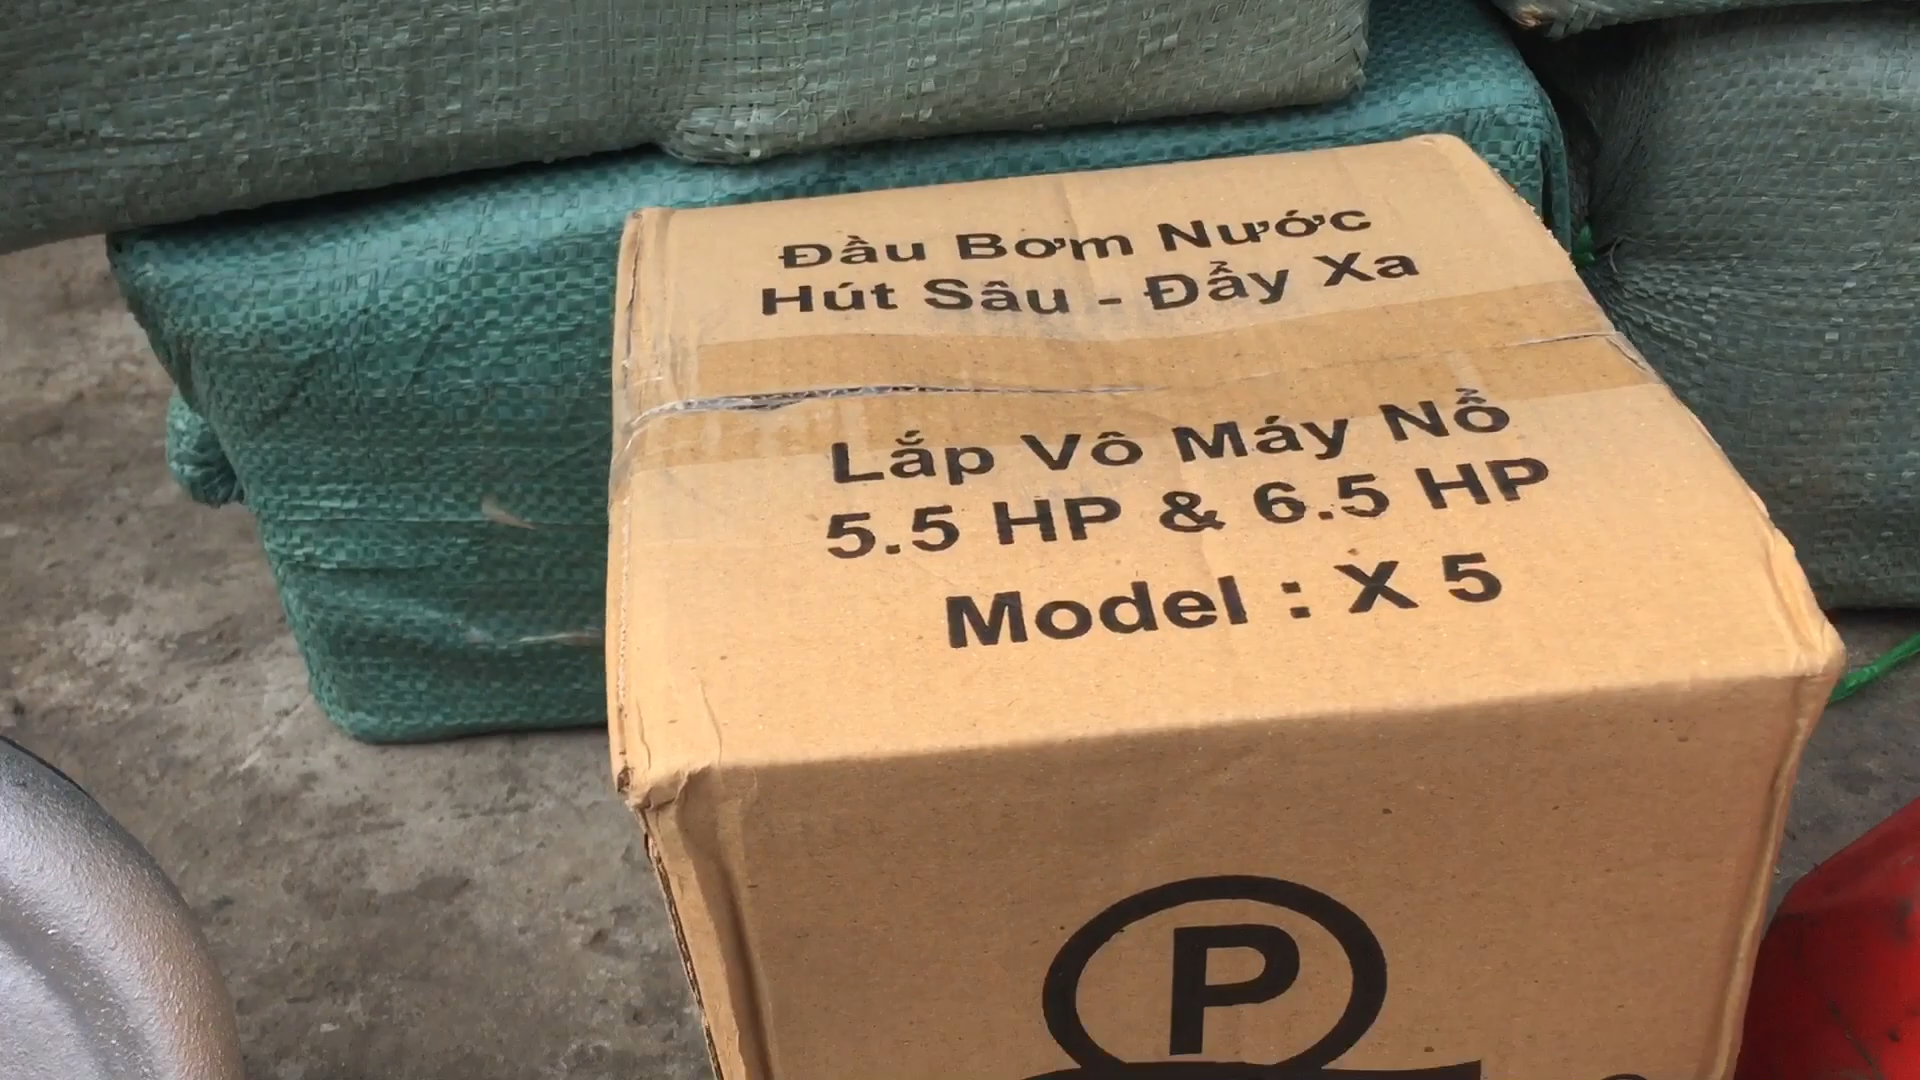 Đầu Bơm Nước
Hút Sâu - Đẩy Xa
Lắp Vô Máy Nổ
5.5 HP & 6.5 HP
Model : X 5
P